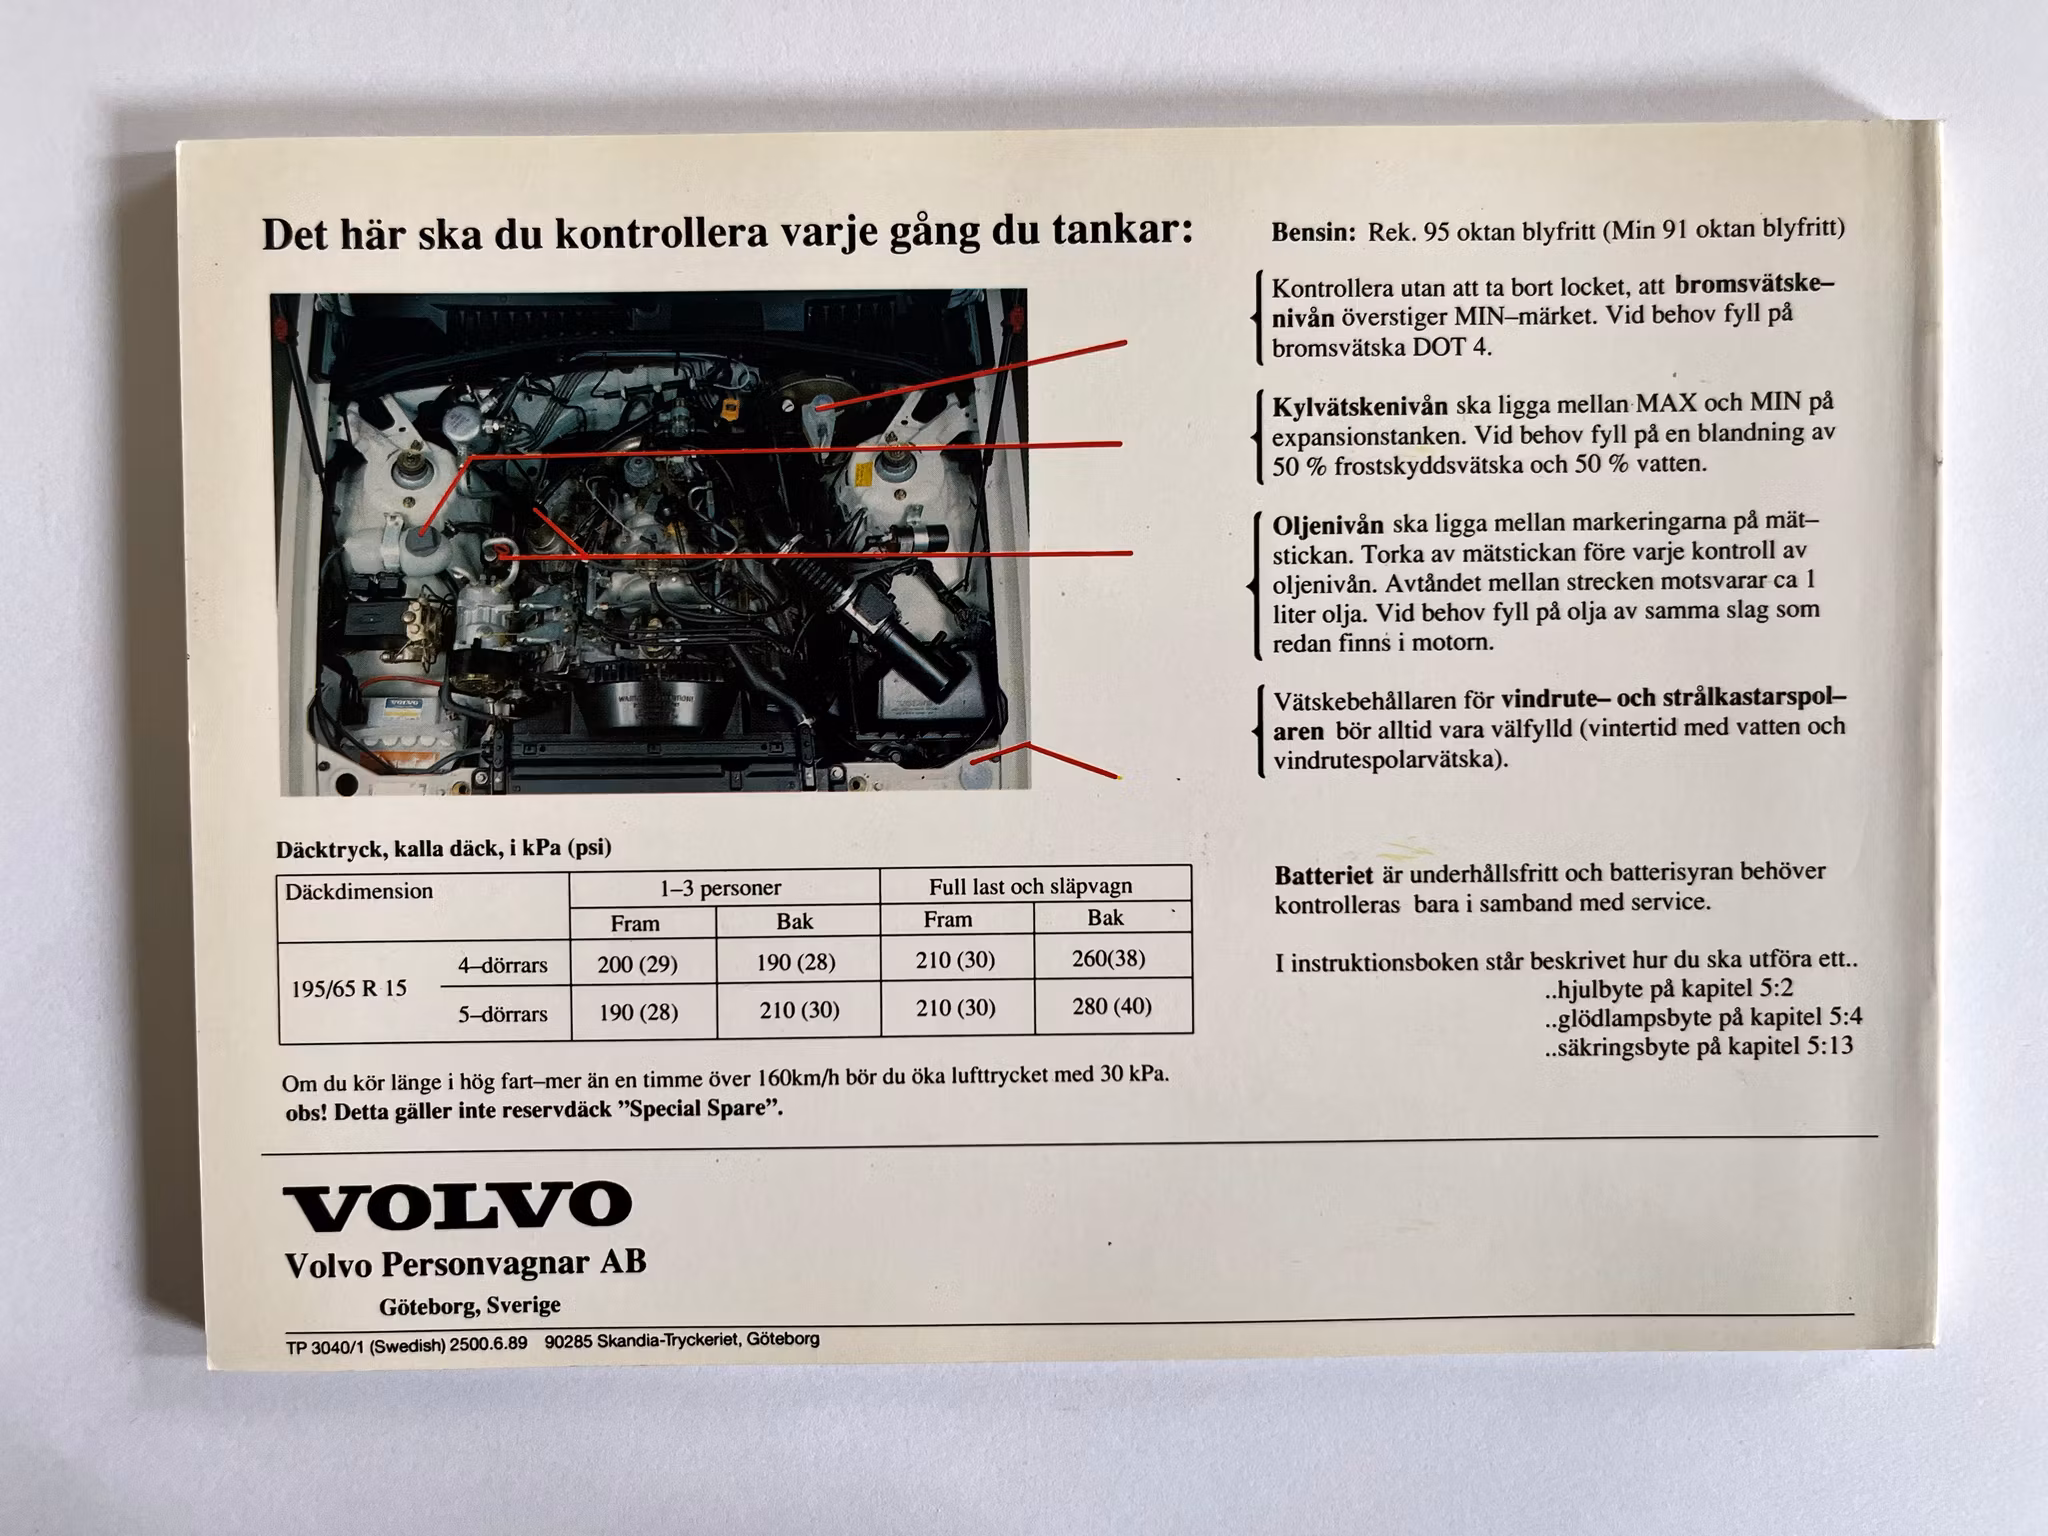 Det här ska du kontrollera varje gång du tankar:
Bensin: Rek. 95 oktan blyfritt (Min 91 oktan blyfritt)
Kontrollera utan att ta bort locket, att bromsvätske–
nivån överstiger MIN–märket. Vid behov fyll på
bromsvätska DOT 4.
Kylvätskenivån ska ligga mellan MAX och MIN på
expansionstanken. Vid behov fyll på en blandning av
50 % frostskyddsvätska och 50 % vatten.
Oljenivån ska ligga mellan markeringarna på mät–
stickan. Torka av mätstickan före varje kontroll av
oljenivån. Avtåndet mellan strecken motsvarar ca 1
liter olja. Vid behov fyll på olja av samma slag som
redan finns i motorn.
Vätskebehållaren för vindrute– och strålkastarspol–
aren bör alltid vara välfylld (vintertid med vatten och
vindrutespolarvätska).
VOLVO
Däcktryck, kalla däck, i kPa (psi)
Däckdimension 1–3 personer Full last och släpvagn
Fram Bak Fram Bak
195/65 R 15
4–dörrars 200 (29) 190 (28) 210 (30) 260(38)
5–dörrars 190 (28) 210 (30) 210 (30) 280 (40)
Om du kör länge i hög fart–mer än en timme över 160km/h bör du öka lufttrycket med 30 kPa.
obs! Detta gäller inte reservdäck ”Special Spare”.
Batteriet är underhållsfritt och batterisyran behöver
kontrolleras bara i samband med service.
I instruktionsboken står beskrivet hur du ska utföra ett..
..hjulbyte på kapitel 5:2
..glödlampsbyte på kapitel 5:4
..säkringsbyte på kapitel 5:13
VOLVO
Volvo Personvagnar AB
Göteborg, Sverige
TP 3040/1 (Swedish) 2500.6.89 90285 Skandia-Tryckeriet, Göteborg